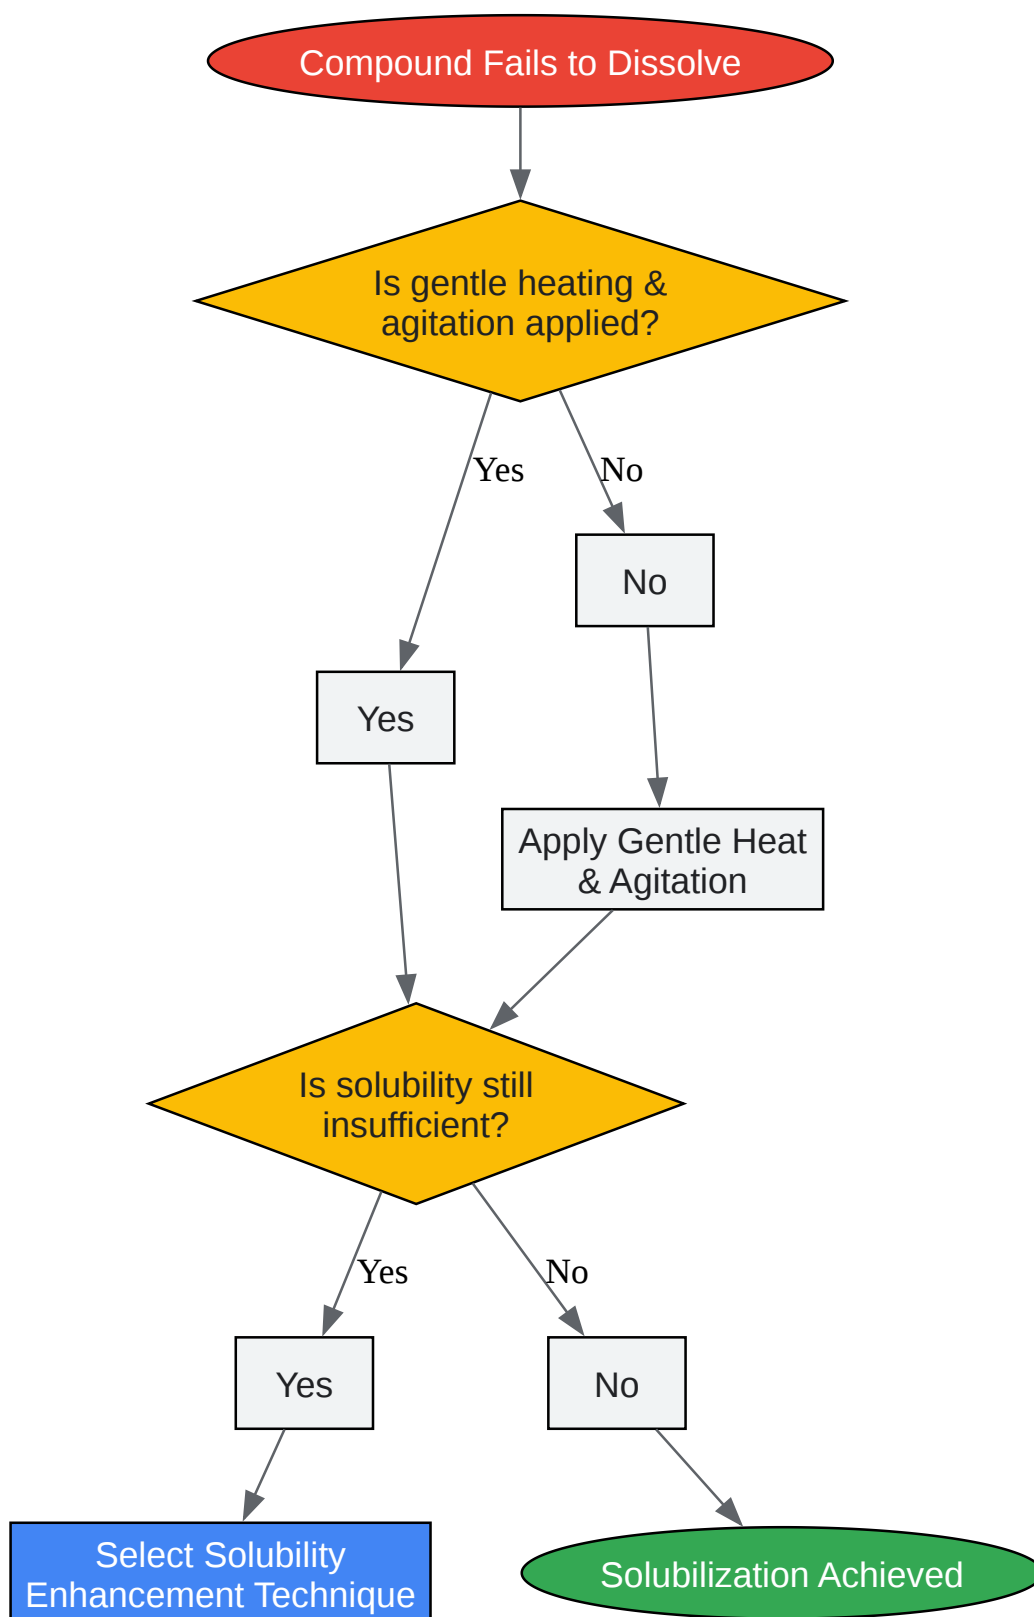 Compound Fails to Dissolve
Is gentle heating &
agitation applied?
Yes
No
No
Yes
Apply Gentle Heat
& Agitation
Is solubility still
insufficient?
Yes
No
Yes
No
Select Solubility
Enhancement Technique
Solubilization Achieved